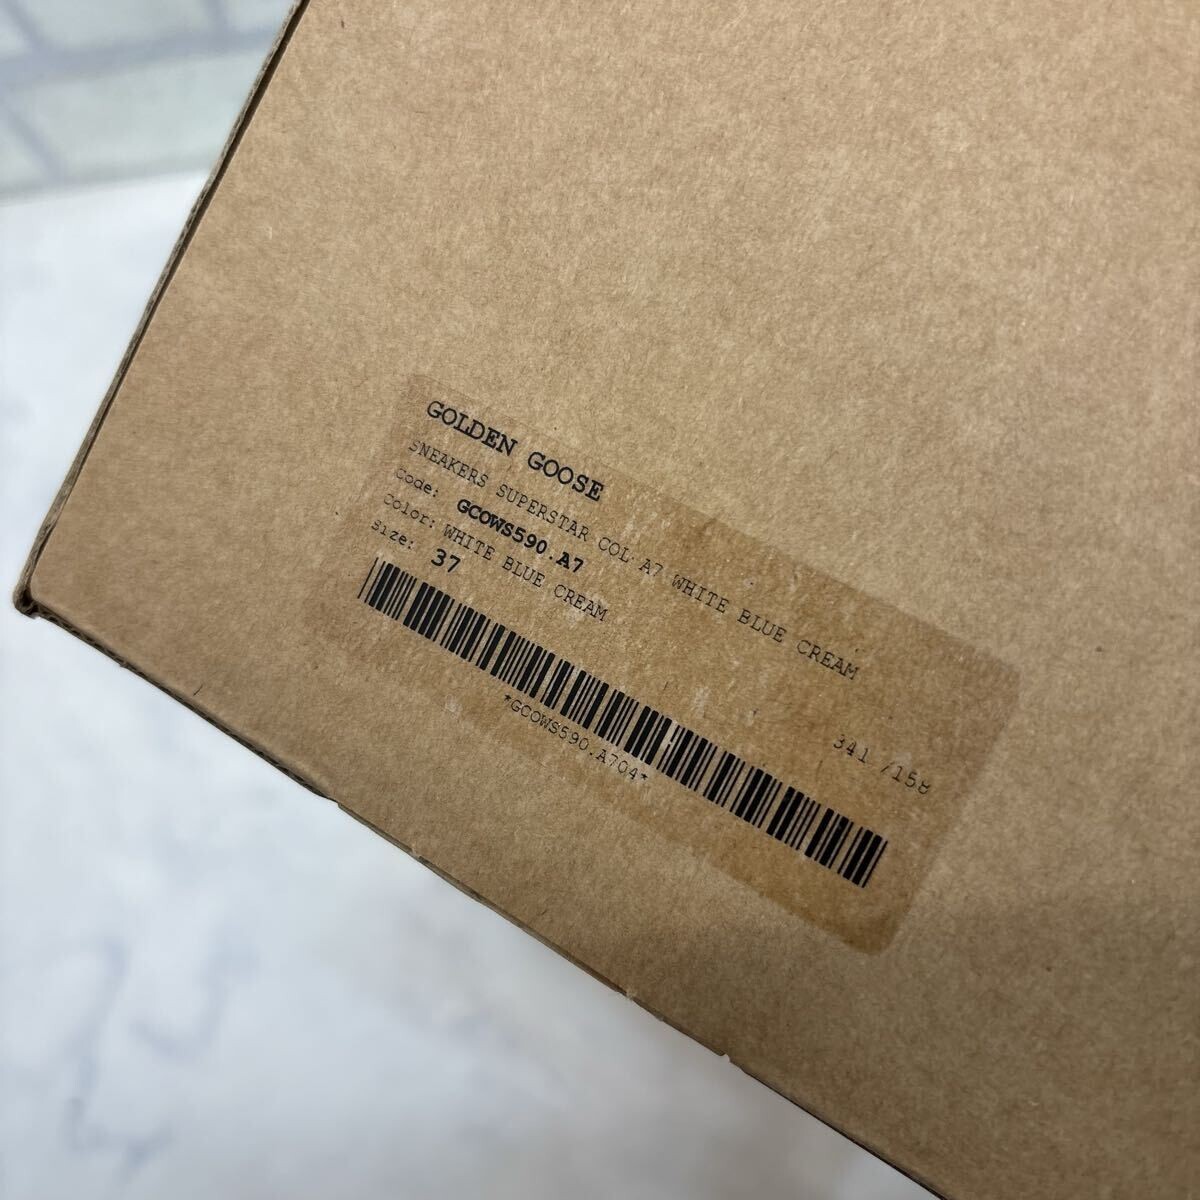 GOLDEN GOOSE
SNEAKERS SUPERSTAR COL A7 WHITE BLUE CREAM
Code: GCOWS590.A7
Color: WHITE BLUE CREAM
Size: 37
341 /158
*GCOWS590.A704*